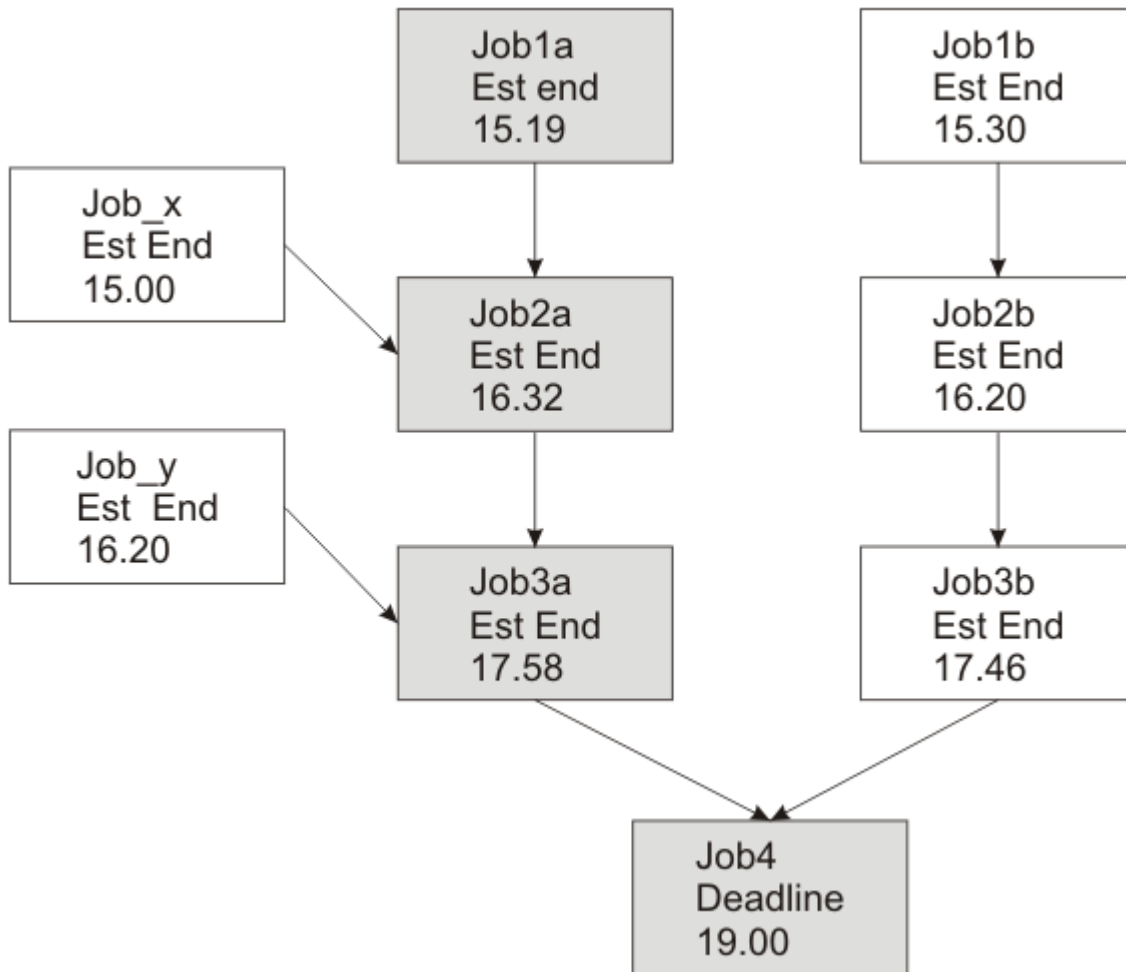 Job1a
Est end
15.19
Job1b
Est End
15.30
Job_x
Est End
15.00
Job2a
Est End
16.32
Job2b
Est End
16.20
Job_y
Est  End
16.20
Job3a
Est End
17.58
Job3b
Est End
17.46
Job4
Deadline
19.00